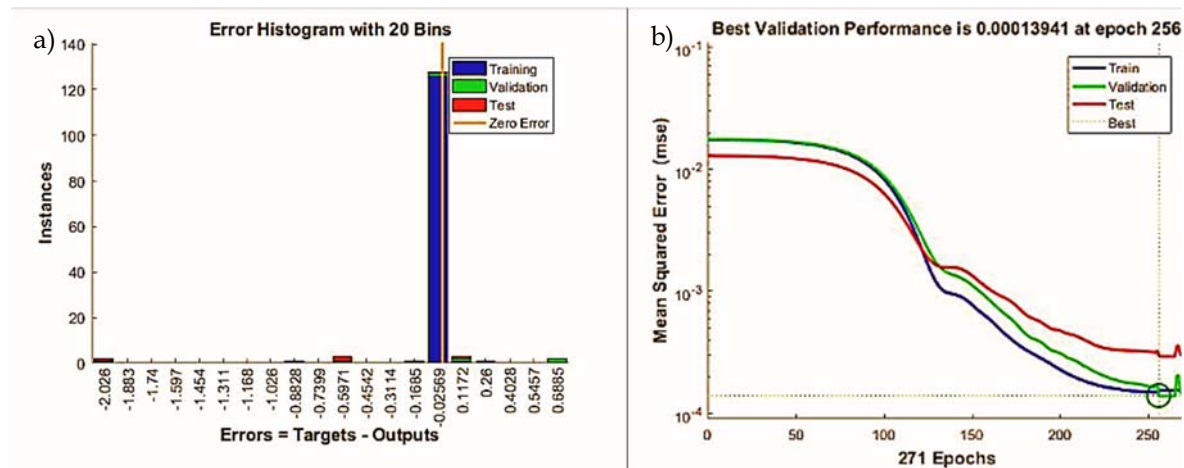 a)
Error Histogram with 20 Bins
140
120
100
80
60
40
20
0
Instances
Training
Validation
Test
Zero Error
-2.026
-1.883
-1.74
-1.597
-1.454
-1.311
-1.168
-1.026
-0.8828
-0.7399
-0.5971
-0.4542
-0.3114
-0.1685
-0.02569
0.1172
0.26
0.4028
0.5457
0.6885
Errors = Targets - Outputs
b)
Best Validation Performance is 0.00013941 at epoch 256
10-1
10-2
10-3
10-4
Mean Squared Error (mse)
Train
Validation
Test
Best
0
50
100
150
200
250
271 Epochs